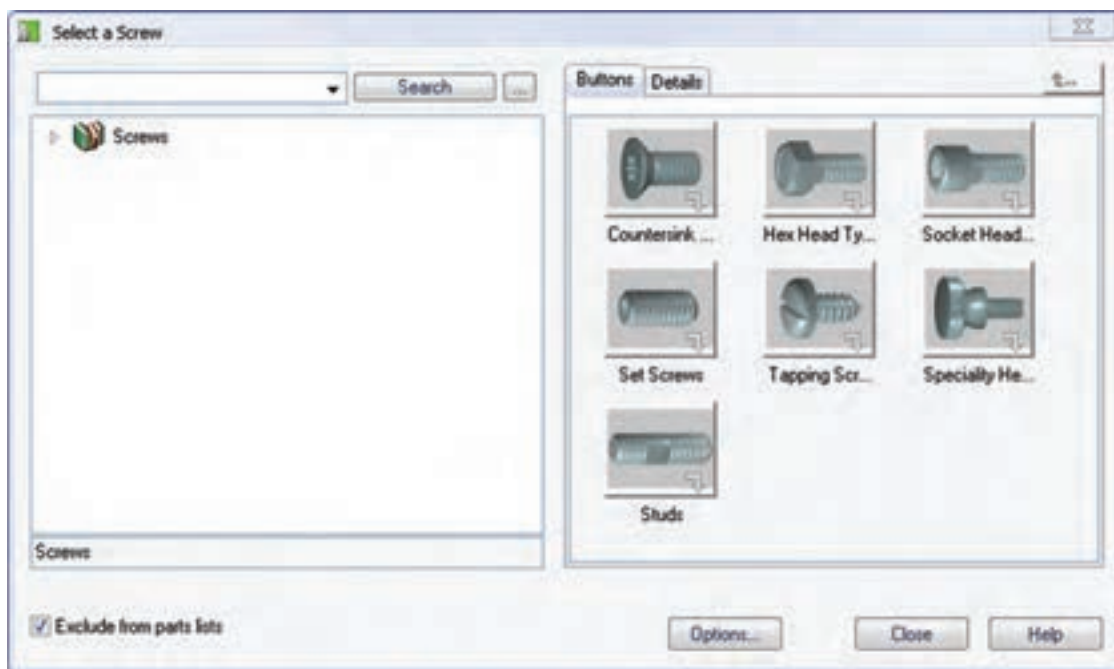 Select a Screw
Search ...
Screws
Screws
Exclude from parts lists
Buttons Details
Countersink ... Hex Head Ty... Socket Head...
Set Screws Tapping Scr... Speciality He...
Studs
Options... Close Help